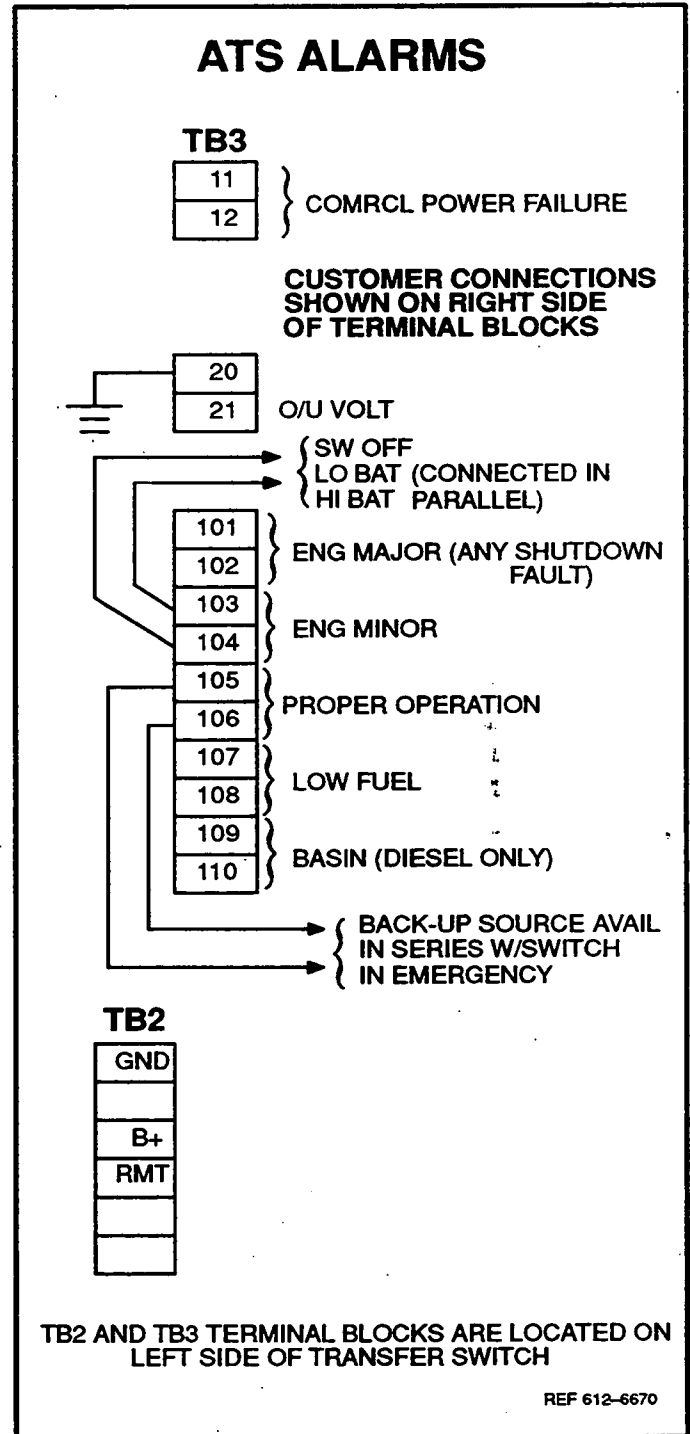 ATS ALARMS
TB3
11
12
COMRCL POWER FAILURE
CUSTOMER CONNECTIONS
SHOWN ON RIGHT SIDE
OF TERMINAL BLOCKS
20
21 O/U VOLT
SW OFF
LO BAT (CONNECTED IN
HI BAT PARALLEL)
101
102
ENG MAJOR (ANY SHUTDOWN
FAULT)
103
104
ENG MINOR
105
106
PROPER OPERATION
107
108
LOW FUEL
109
110
BASIN (DIESEL ONLY)
BACK-UP SOURCE AVAIL
IN SERIES W/SWITCH
IN EMERGENCY
TB2
GND
B+
RMT
TB2 AND TB3 TERMINAL BLOCKS ARE LOCATED ON
LEFT SIDE OF TRANSFER SWITCH
REF 612-6670